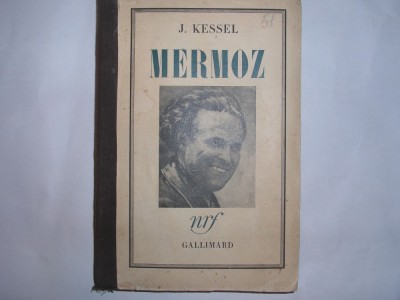 J. KESSEL
MERMOZ
nrf
GALLIMARD